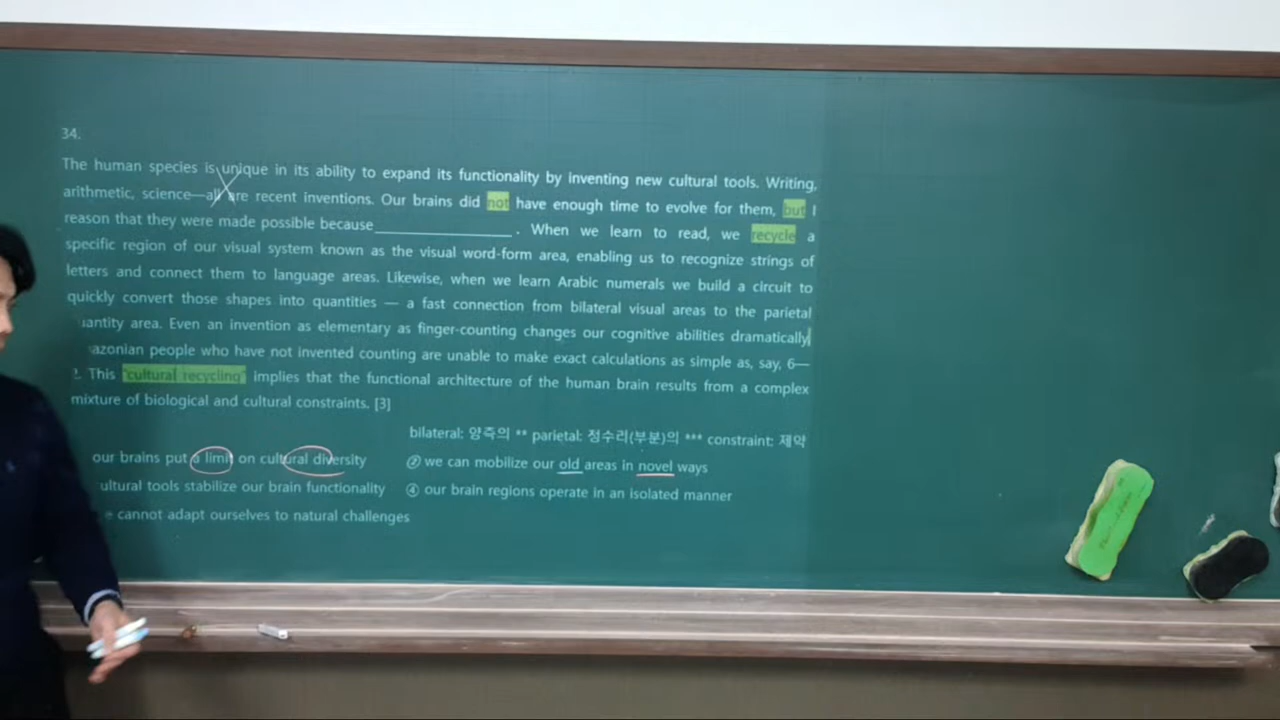 34.
The human species is unique in its ability to expand its functionality by inventing new cultural tools. Writing,
arithmetic, science—all are recent inventions. Our brains did not have enough time to evolve for them, but I
reason that they were made possible because ____________. When we learn to read, we recycle a
specific region of our visual system known as the visual word-form area, enabling us to recognize strings of
letters and connect them to language areas. Likewise, when we learn Arabic numerals we build a circuit to
quickly convert those shapes into quantities — a fast connection from bilateral visual areas to the parietal
uantity area. Even an invention as elementary as finger-counting changes our cognitive abilities dramatically
azonian people who have not invented counting are unable to make exact calculations as simple as, say, 6—
2. This "cultural recycling" implies that the functional architecture of the human brain results from a complex
mixture of biological and cultural constraints. [3]
bilateral: 양측의 ** parietal: 정수리(부분)의 *** constraint: 제약
our brains put a limit on cultural diversity
② we can mobilize our old areas in novel ways
ultural tools stabilize our brain functionality
④ our brain regions operate in an isolated manner
e cannot adapt ourselves to natural challenges